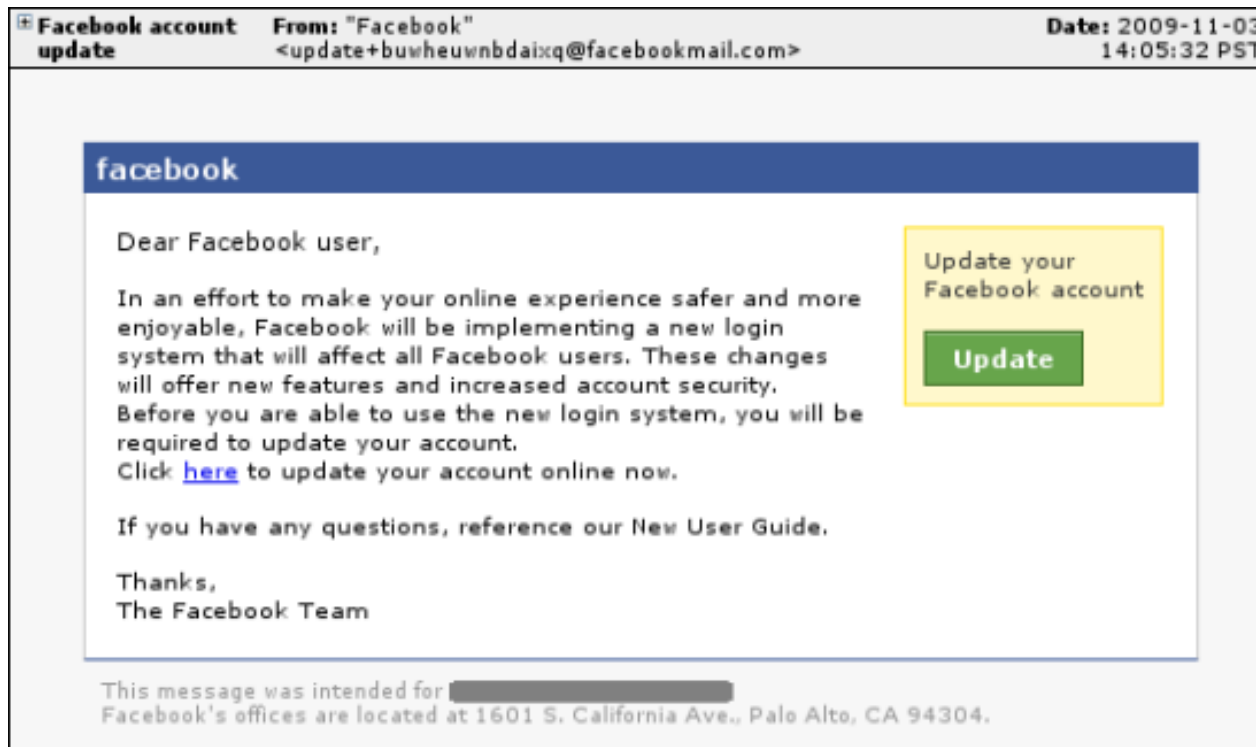 Facebook account From: "Facebook" Date: 2009-11-03
update <update+buwheuwnbdaixq@facebookmail.com> 14:05:32 PST
facebook
Dear Facebook user,
In an effort to make your online experience safer and more
enjoyable, Facebook will be implementing a new login
system that will affect all Facebook users. These changes
will offer new features and increased account security.
Before you are able to use the new login system, you will be
required to update your account.
Click here to update your account online now.
If you have any questions, reference our New User Guide.
Thanks,
The Facebook Team
Update your
Facebook account
Update
This message was intended for
Facebook's offices are located at 1601 S. California Ave., Palo Alto, CA 94304.